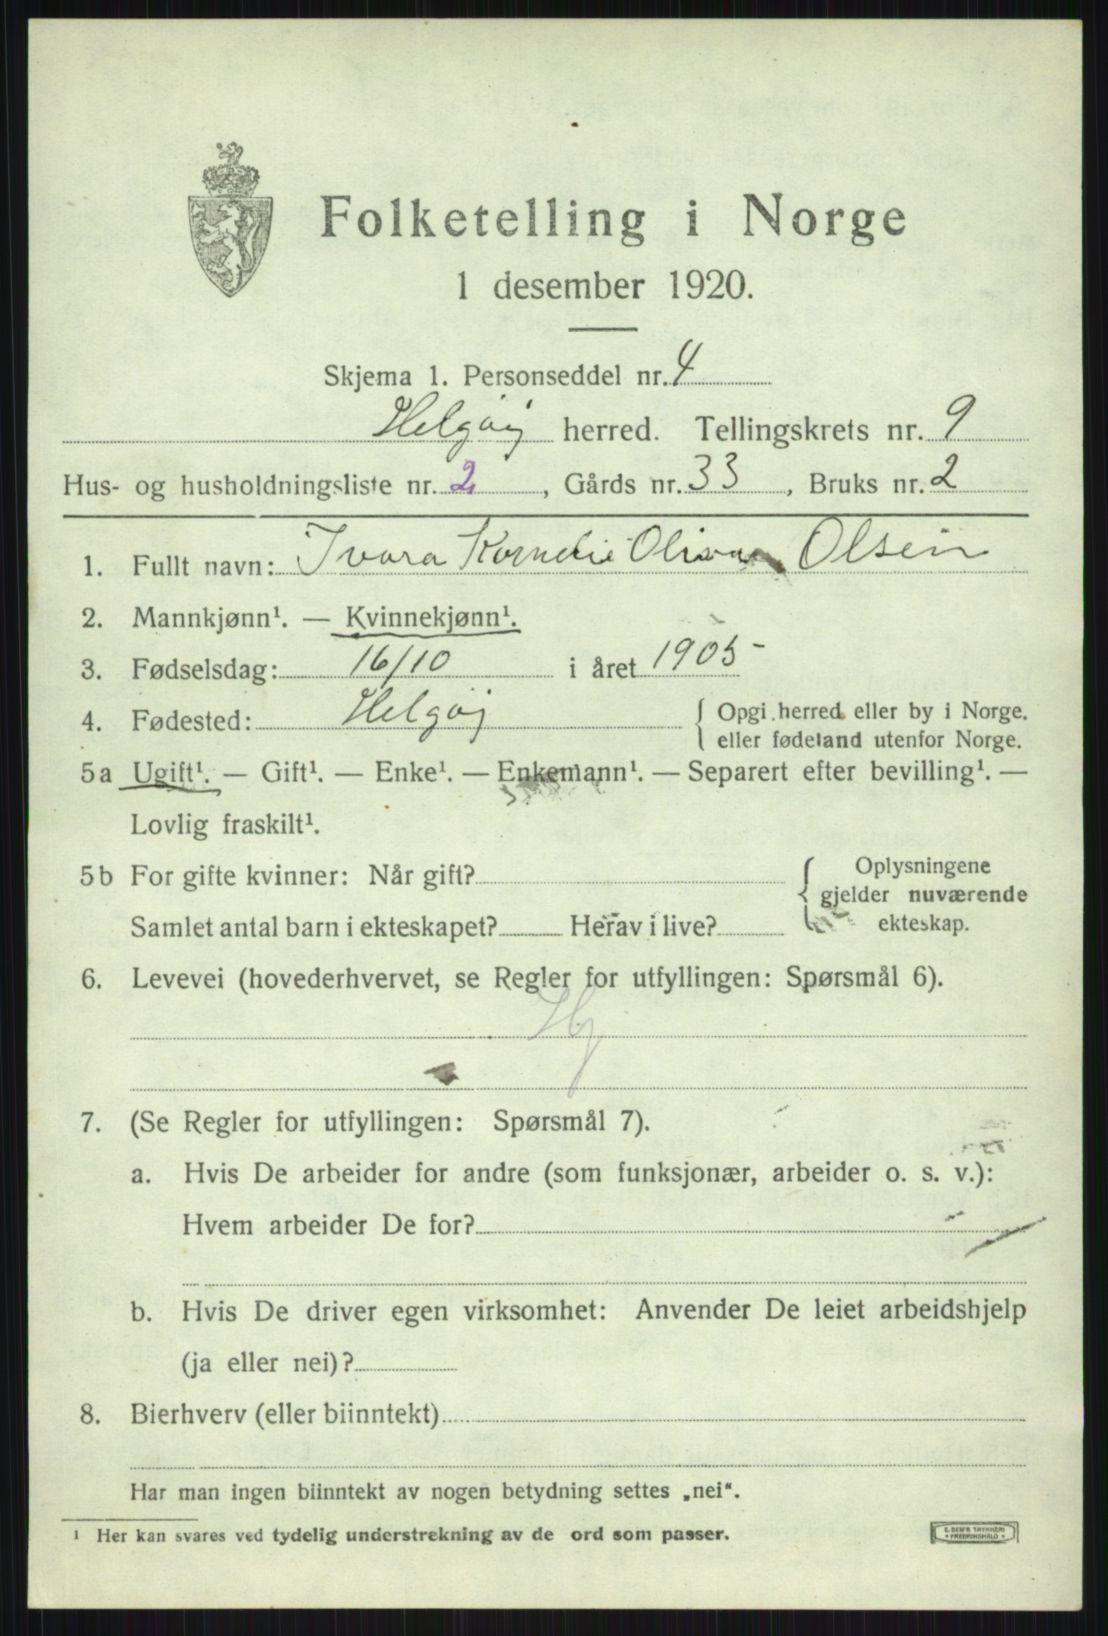 Folketelling i Norge
1 desember 1920.
Skjema 1. Personseddel nr. 4
Helgøy herred. Tellingskrets nr. 9
Hus- og husholdningsliste nr. 2, Gårds nr. 33, Bruks nr. 2
1. Fullt navn: Ivara Kornelie Oliva Olsen
2. Mannkjønn¹. — Kvinnekjønn¹.
3. Fødselsdag: 16/10 i året 1905
4. Fødested: Helgøy { Opgi herred eller by i Norge.
eller fødeland utenfor Norge.
5a Ugift¹. — Gift¹. — Enke¹. — Enkemann¹. — Separert efter bevilling¹. —
Lovlig fraskilt¹.
5b For gifte kvinner: Når gift? { Oplysningene
gjelder nuværende
Samlet antal barn i ekteskapet? Herav i live? ekteskap.
6. Levevei (hovederhvervet, se Regler for utfyllingen: Spørsmål 6).
Hj
7. (Se Regler for utfyllingen: Spørsmål 7).
a. Hvis De arbeider for andre (som funksjonær, arbeider o. s. v.):
Hvem arbeider De for?
b. Hvis De driver egen virksomhet: Anvender De leiet arbeidshjelp
(ja eller nei)?
8. Bierhverv (eller biinntekt)
Har man ingen biinntekt av nogen betydning settes „nei“.
¹ Her kan svares ved tydelig understrekning av de ord som passer.
E. SEM'S TRYKKERI
FREDRIKSHALD